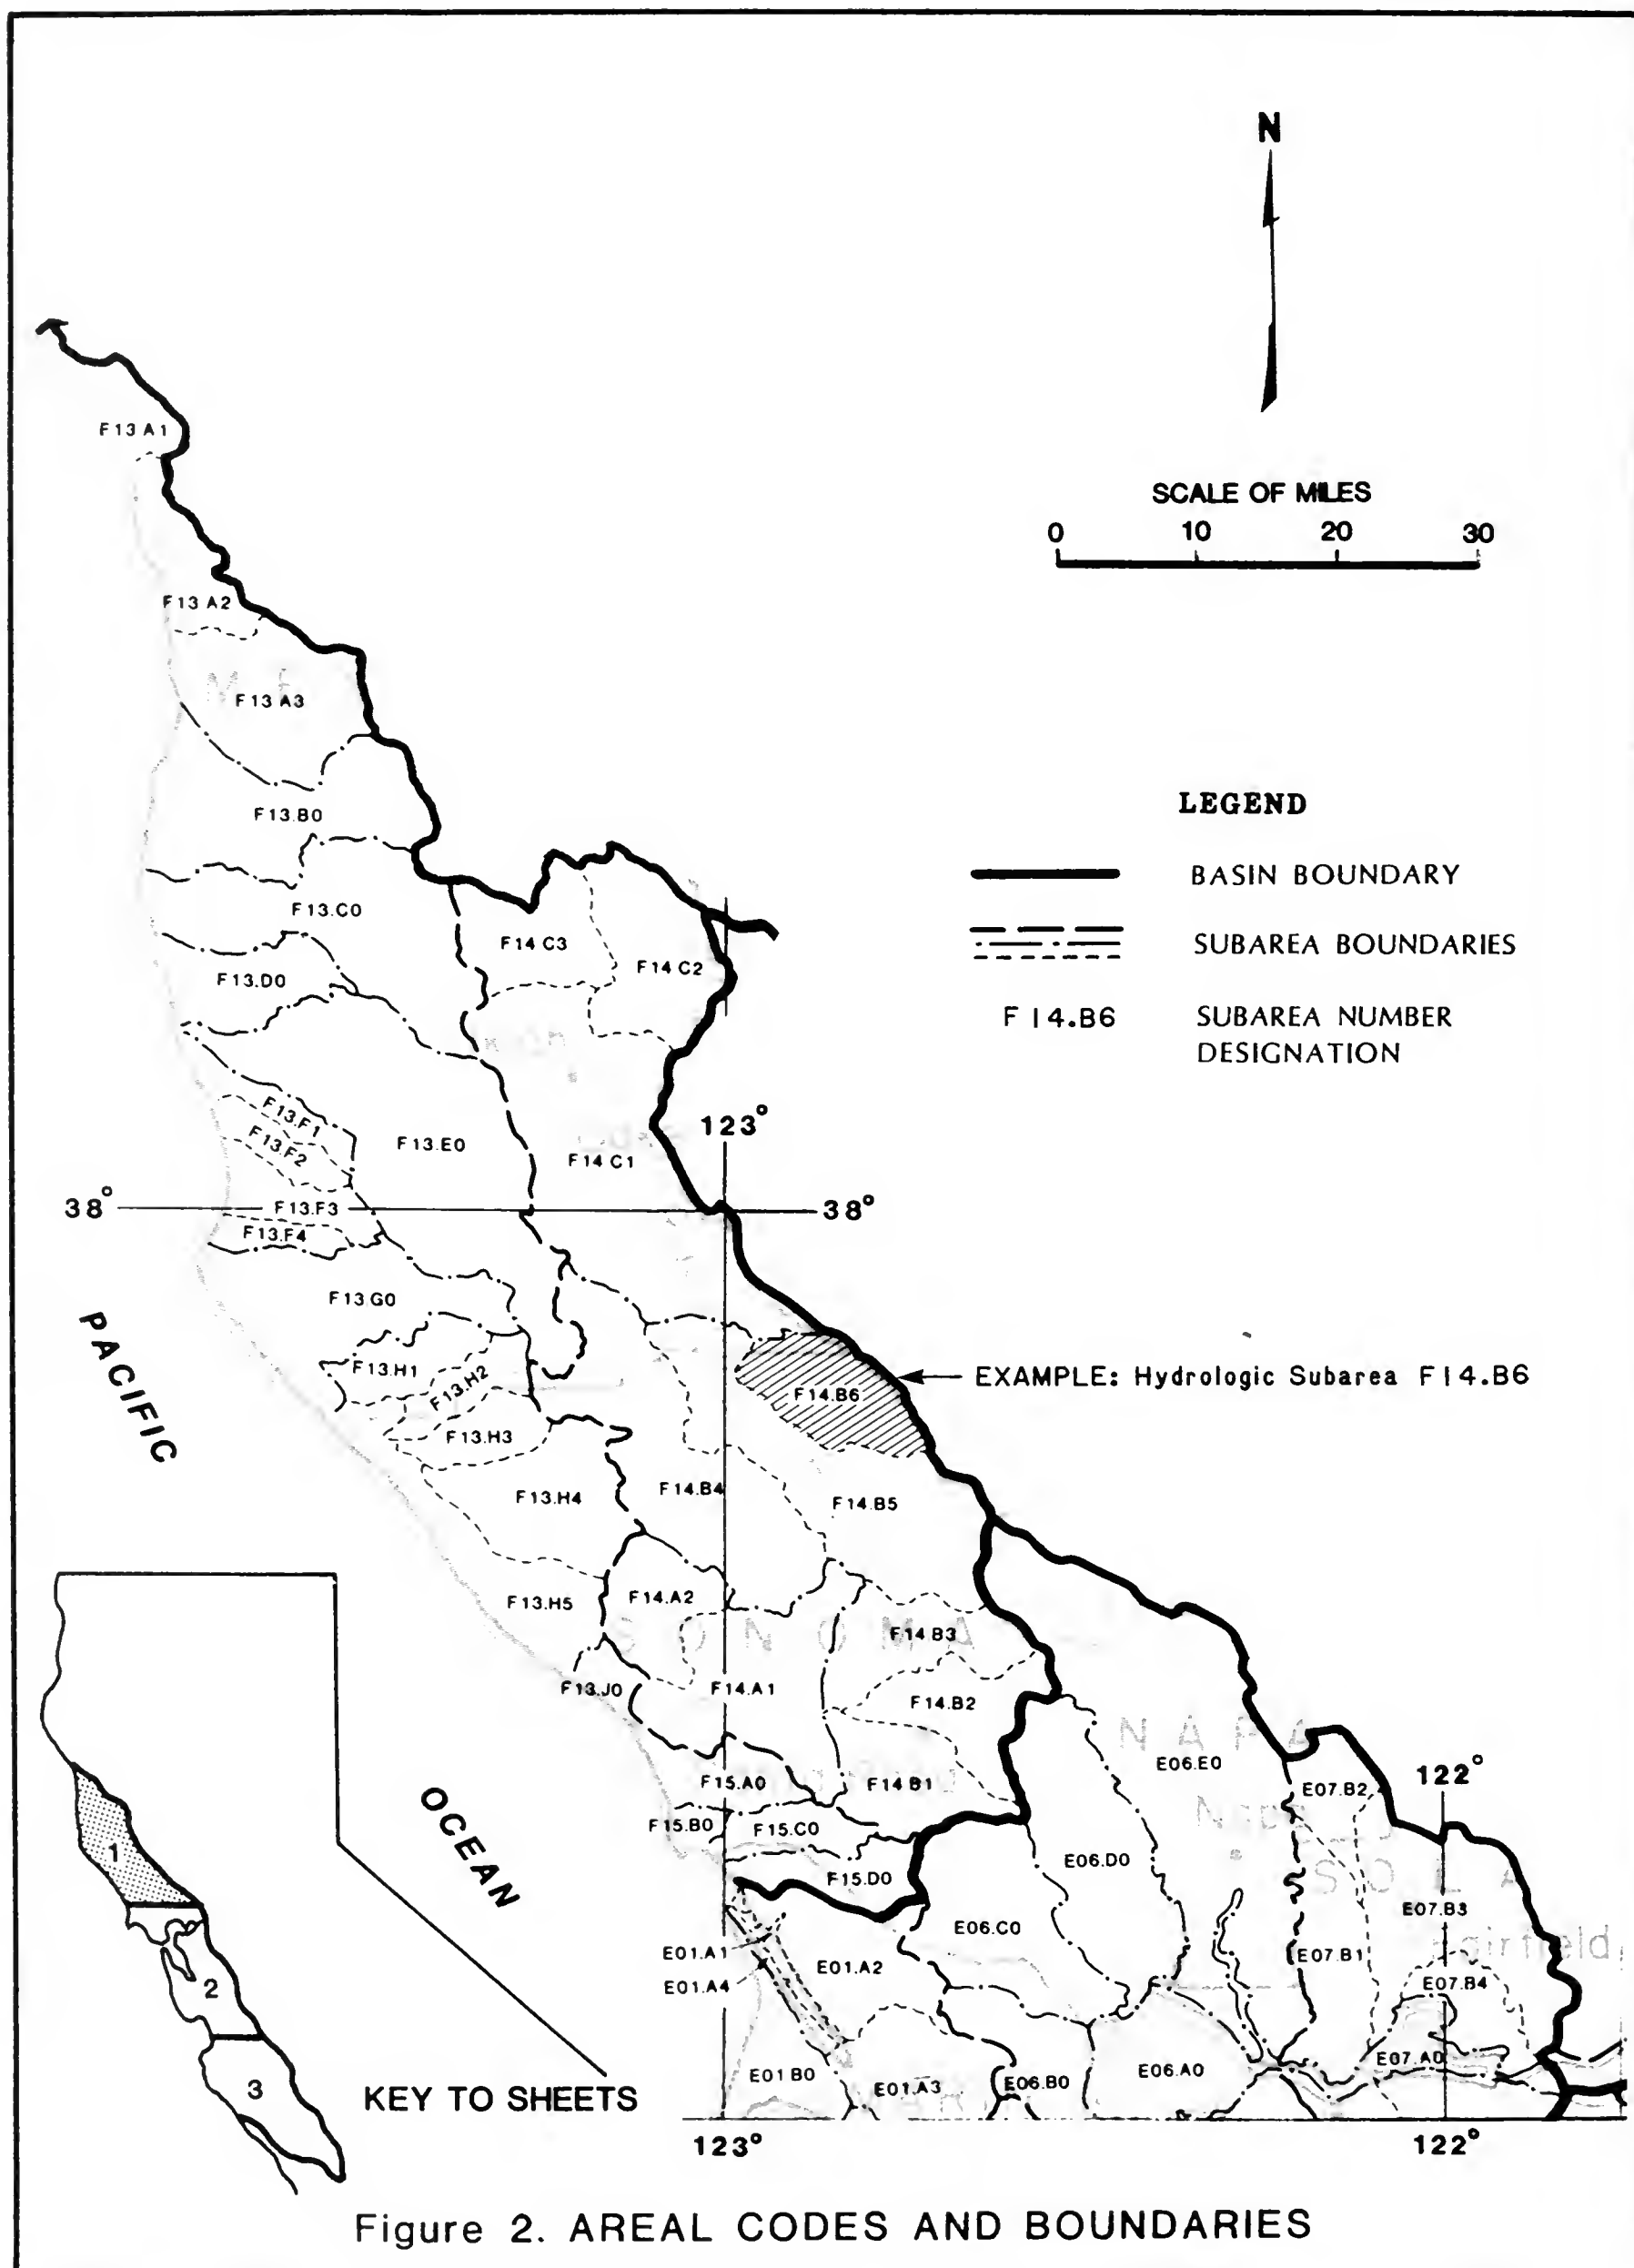 N
SCALE OF MILES
0 10 20 30
F13 A1
F13 A2
F13 A3
F13.B0
LEGEND
BASIN BOUNDARY
SUBAREA BOUNDARIES
F14.B6 SUBAREA NUMBER
DESIGNATION
F13.C0
F14 C3
F14 C2
F13.D0
F13.F1
F13.F2
F13.E0
F14 C1
123°
38° F13.F3 38°
F13.F4
F13 G0
PACIFIC
F13.H1
F13.H2
F13.H3
F14.B6
EXAMPLE: Hydrologic Subarea F14.B6
F13.H4
F14.B4
F14.B5
F13.H5
F14.A2
SONOMA
F14 B3
F13.J0
F14.A1
F14.B2
NAPA
E06.E0
F15.A0
F14 B1
E07.B2
122°
OCEAN
F15.B0
F15.C0
Napa
F15.D0
E06.D0
SOLA
E07.B3
E06.C0
E01.A1
E01.A2
E07.B1
Fairfield
E01.A4
E07.B4
E01 B0
E01.A3
E06.B0
E06.A0
E07.A0
1
2
3
KEY TO SHEETS
123° 122°
Figure 2. AREAL CODES AND BOUNDARIES